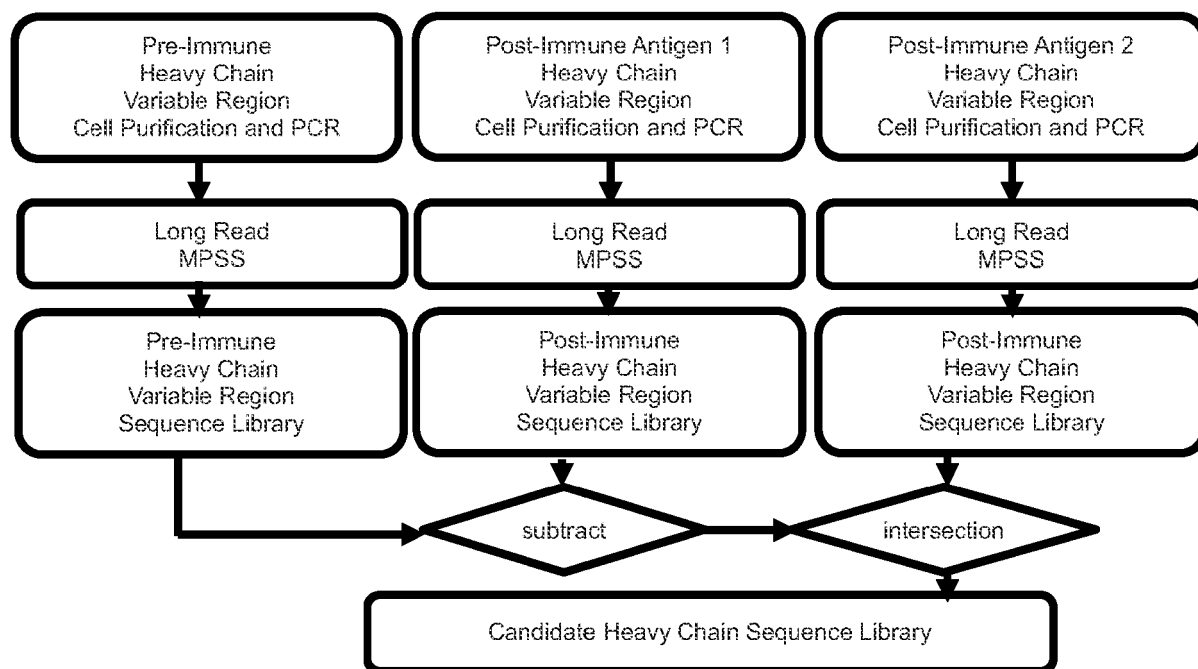 Pre-Immune
Heavy Chain
Variable Region
Cell Purification and PCR
Post-Immune Antigen 1
Heavy Chain
Variable Region
Cell Purification and PCR
Post-Immune Antigen 2
Heavy Chain
Variable Region
Cell Purification and PCR
Long Read
MPSS
Long Read
MPSS
Long Read
MPSS
Pre-Immune
Heavy Chain
Variable Region
Sequence Library
Post-Immune
Heavy Chain
Variable Region
Sequence Library
Post-Immune
Heavy Chain
Variable Region
Sequence Library
subtract
intersection
Candidate Heavy Chain Sequence Library